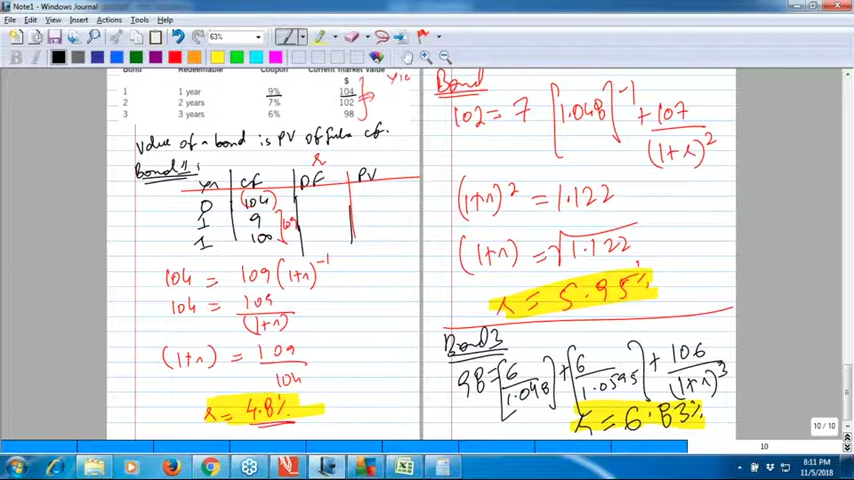 Note1 - Windows Journal
File Edit View Insert Actions Tools Help
63%
Bond Redeemable Coupon Current market value
$
1 1 year 9% 104
2 2 years 7% 102
3 3 years 6% 98
Value of a bond is PV of future cf.
Bond 1:
r
Yr CF DF PV
0 (104)
1 9
1 100
109
104 = 109(1+r)^-1
104 = 109/(1+r)
(1+r) = 109/104
r = 4.8%
Bond
102 = 7 [1.048]^-1 + 107/(1+r)^2
(1+r)^2 = 1.122
(1+r) = √1.122
r = 5.95%
Bond 3
98 = [6/1.048] + [6/1.0595] + 106/(1+r)^3
r = 6.83%
10 / 10
10
8:11 PM
11/5/2018